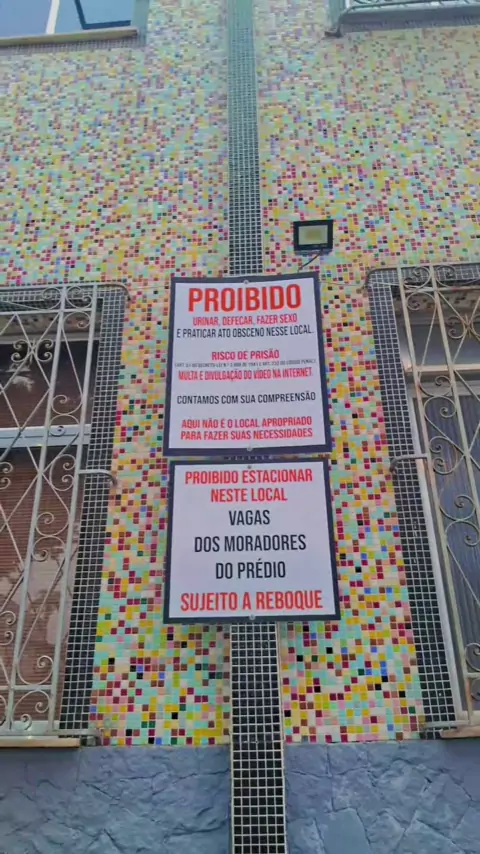 PROIBIDO
URINAR, DEFECAR, FAZER SEXO
E PRATICAR ATO OBSCENO NESSE LOCAL.
RISCO DE PRISÃO
MULTA E DIVULGAÇÃO DO VÍDEO NA INTERNET.
CONTAMOS COM SUA COMPREENSÃO
AQUI NÃO É O LOCAL APROPRIADO
PARA FAZER SUAS NECESSIDADES
PROIBIDO ESTACIONAR
NESTE LOCAL
VAGAS
DOS MORADORES
DO PRÉDIO
SUJEITO A REBOQUE